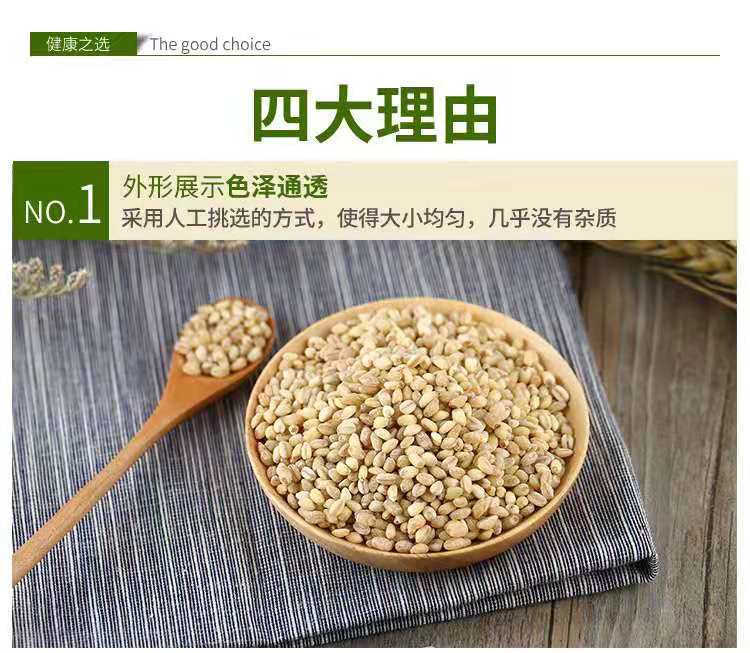 健康之选 The good choice
四大理由
NO.1
外形展示色泽通透
采用人工挑选的方式，使得大小均匀，几乎没有杂质